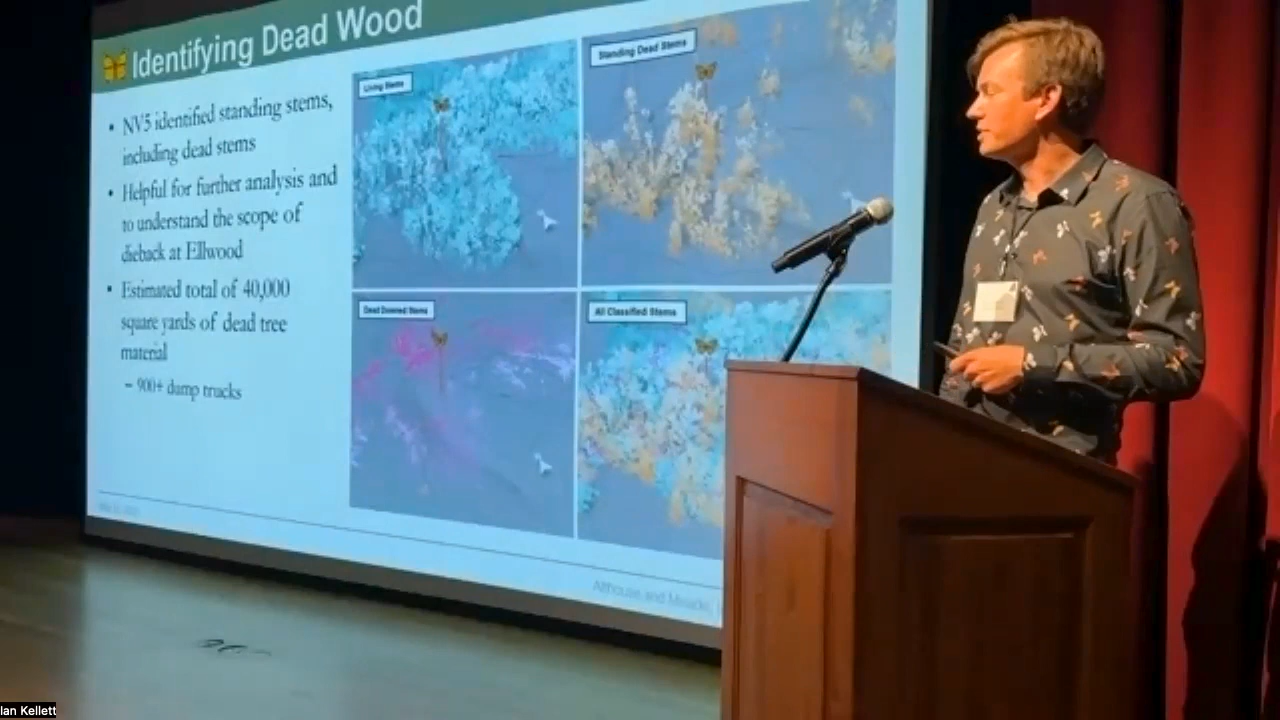 Identifying Dead Wood
• NV5 identified standing stems,
including dead stems
• Helpful for further analysis and
to understand the scope of
dieback at Ellwood
• Estimated total of 40,000
square yards of dead tree
material
– 900+ dump trucks
Living Stems
Standing Dead Stems
Dead Downed Stems
All Classified Stems
Althouse and
Ian Kellett